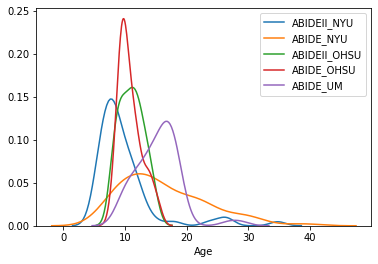 0.25
0.20
0.15
0.10
0.05
0.00
ABIDEII_NYU
ABIDE_NYU
ABIDEII_OHSU
ABIDE_OHSU
ABIDE_UM
0 10 20 30 40
Age